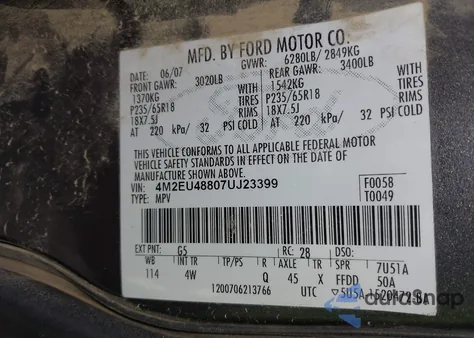 MFD. BY FORD MOTOR CO.
DATE: 06/07 GVWR: 6280LB/ 2849KG
FRONT GAWR: 3020LB REAR GAWR: 3400LB
1370KG WITH 1542KG WITH
P235/65R18 TIRES P235/65R18 TIRES
18X7.5J RIMS 18X7.5J RIMS
AT 220 kPa/ 32 PSI COLD AT 220 kPa/ 32 PSI COLD
THIS VEHICLE CONFORMS TO ALL APPLICABLE FEDERAL MOTOR
VEHICLE SAFETY STANDARDS IN EFFECT ON THE DATE OF
MANUFACTURE SHOWN ABOVE.
VIN: 4M2EU48807UJ23399 F0058
TYPE: MPV T0049
EXT PNT: G5 RC: 28 DSO:
WB INT TR TP/PS R AXLE TR SPR 7U51A
114 4W Q 45 X FFDD 50A
1200706213766 UTC
autosnap